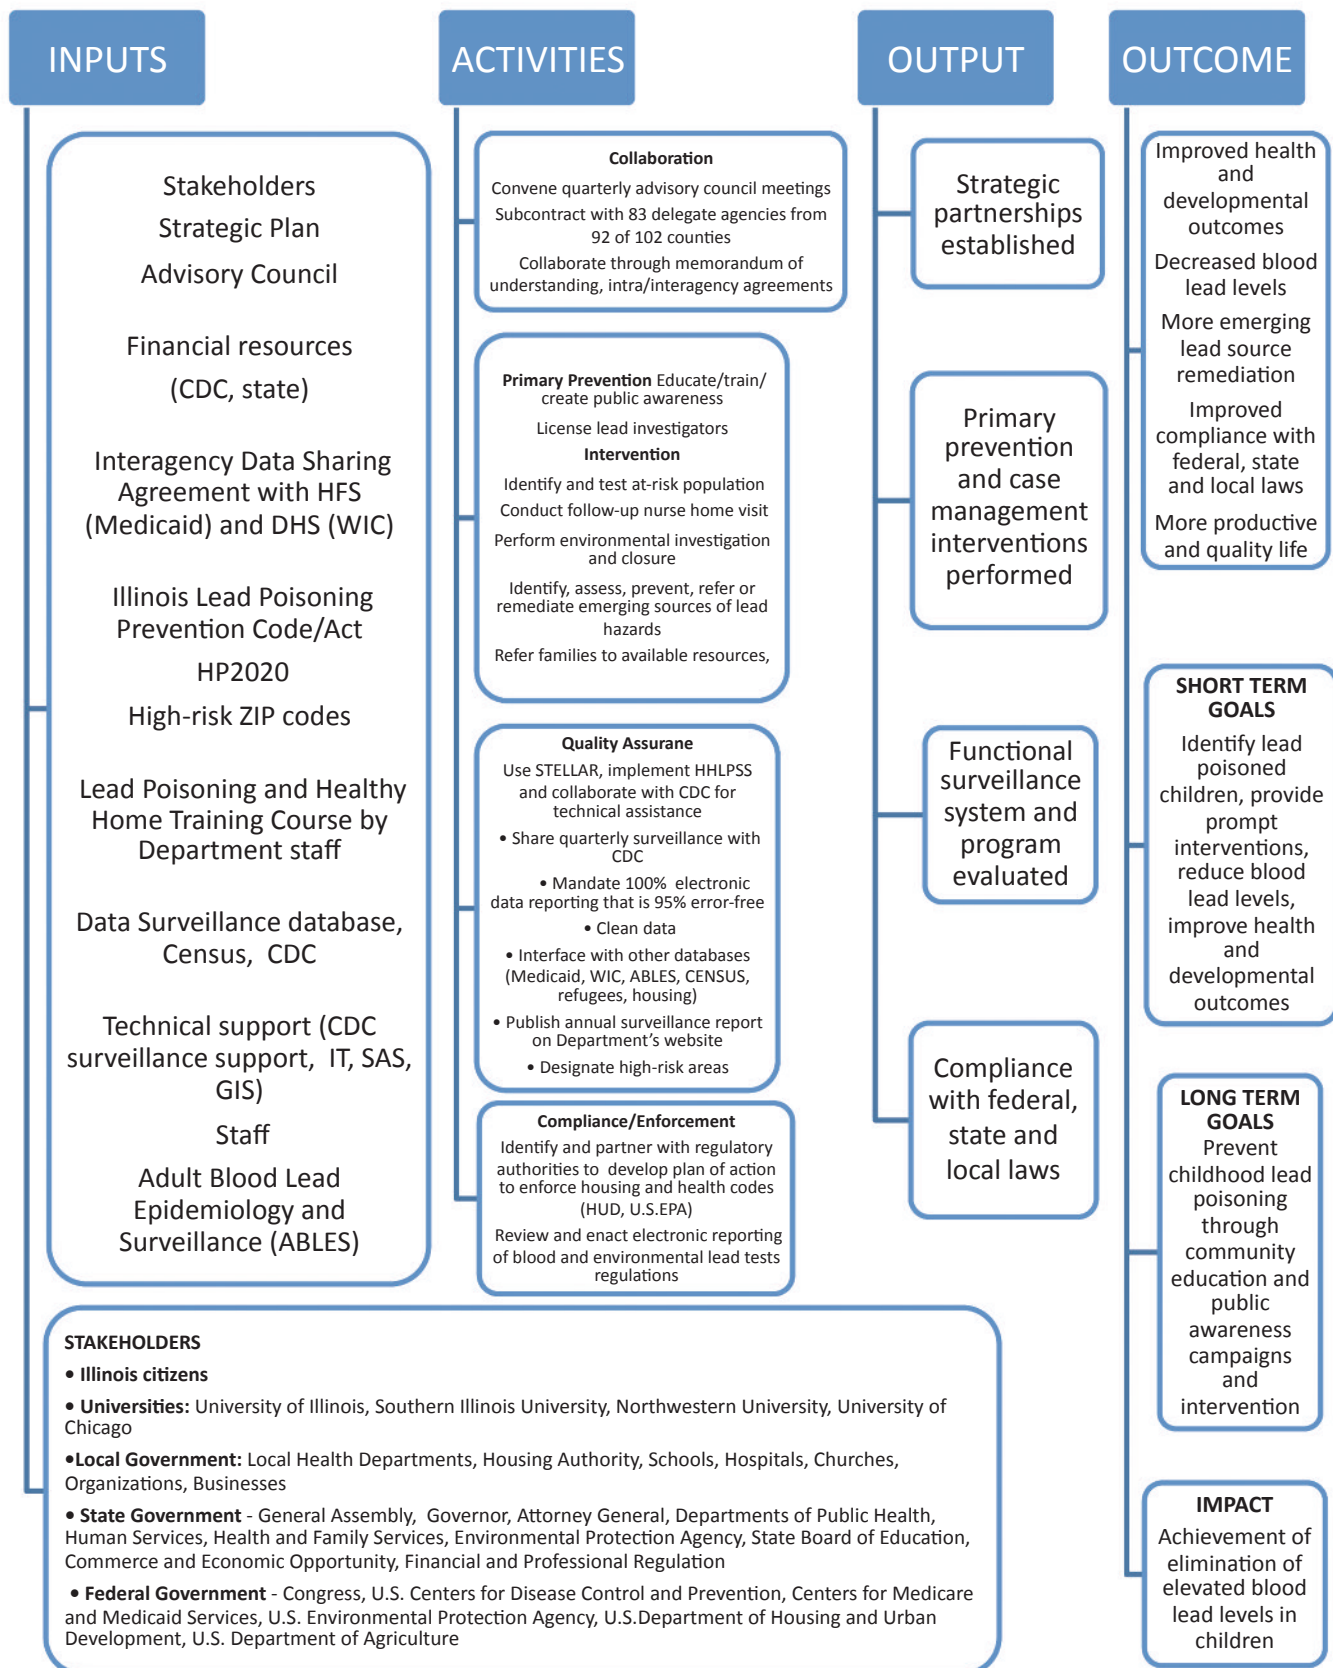 INPUTS
Stakeholders
Strategic Plan
Advisory Council
Financial resources
(CDC, state)
Interagency Data Sharing
Agreement with HFS
(Medicaid) and DHS (WIC)
Illinois Lead Poisoning
Prevention Code/Act
HP2020
High-risk ZIP codes
Lead Poisoning and Healthy
Home Training Course by
Department staff
Data Surveillance database,
Census,  CDC
Technical support (CDC
surveillance support,  IT, SAS,
GIS)
Staff
Adult Blood Lead
Epidemiology and
Surveillance (ABLES)
STAKEHOLDERS
• Illinois citizens
• Universities: University of Illinois, Southern Illinois University, Northwestern University, University of
Chicago
•Local Government: Local Health Departments, Housing Authority, Schools, Hospitals, Churches,
Organizations, Businesses
• State Government - General Assembly,  Governor, Attorney General, Departments of Public Health,
Human Services, Health and Family Services, Environmental Protection Agency, State Board of Education,
Commerce and Economic Opportunity, Financial and Professional Regulation
• Federal Government - Congress, U.S. Centers for Disease Control and Prevention, Centers for Medicare
and Medicaid Services, U.S. Environmental Protection Agency, U.S.Department of Housing and Urban
Development, U.S. Department of Agriculture
ACTIVITIES
Collaboration
Convene quarterly advisory council meetings
Subcontract with 83 delegate agencies from
92 of 102 counties
Collaborate through memorandum of
understanding, intra/interagency agreements
Primary Prevention Educate/train/
create public awareness
License lead investigators
Intervention
Identify and test at-risk population
Conduct follow-up nurse home visit
Perform environmental investigation
and closure
Identify, assess, prevent, refer or
remediate emerging sources of lead
hazards
Refer families to available resources,
Quality Assurane
Use STELLAR, implement HHLPSS
and collaborate with CDC for
technical assistance
• Share quarterly surveillance with
CDC
• Mandate 100%  electronic
data reporting that is 95% error-free
• Clean data
• Interface with other databases
(Medicaid, WIC, ABLES, CENSUS,
refugees, housing)
• Publish annual surveillance report
on Department's website
• Designate high-risk areas
Compliance/Enforcement
Identify and partner with regulatory
authorities to  develop plan of action
to enforce housing and health codes
(HUD, U.S.EPA)
Review and enact electronic reporting
of blood and environmental lead tests
regulations
OUTPUT
Strategic
partnerships
established
Primary
prevention
and case
management
interventions
performed
Functional
surveillance
system and
program
evaluated
Compliance
with federal,
state and
local laws
OUTCOME
Improved health
and
developmental
outcomes
Decreased blood
lead levels
More emerging
lead source
remediation
Improved
compliance with
federal, state
and local laws
More productive
and quality life
SHORT TERM
GOALS
Identify lead
poisoned
children, provide
prompt
interventions,
reduce blood
lead levels,
improve health
and
developmental
outcomes
LONG TERM
GOALS
Prevent
childhood lead
poisoning
through
community
education and
public
awareness
campaigns
and
intervention
IMPACT
Achievement of
elimination of
elevated blood
lead levels in
children